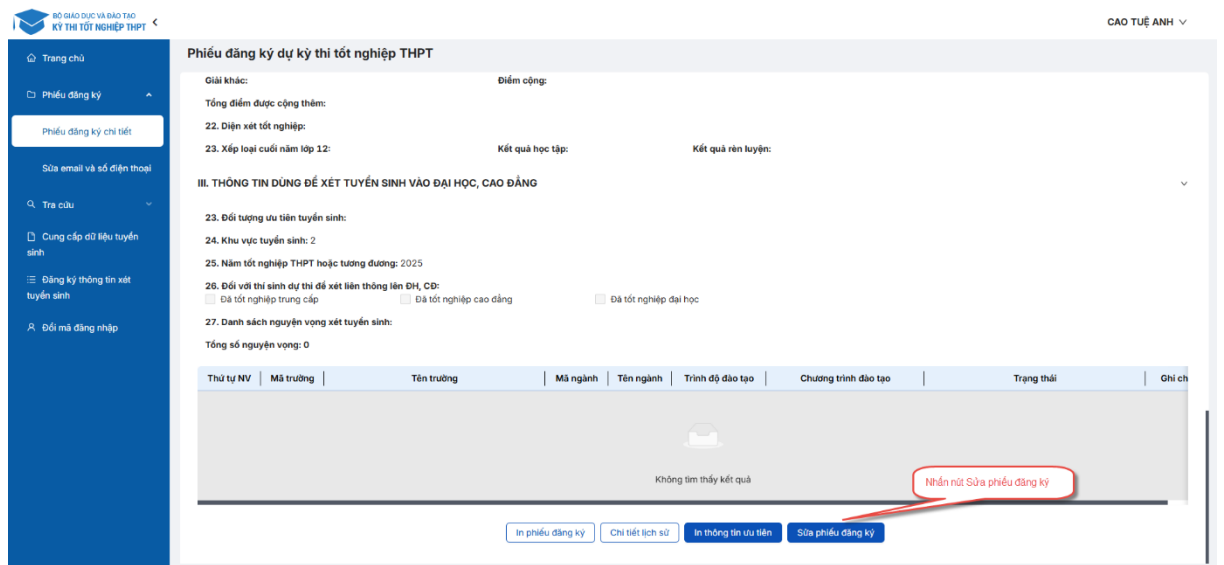 BỘ GIÁO DỤC VÀ ĐÀO TẠO
KỲ THI TỐT NGHIỆP THPT
CAO TUỆ ANH
Trang chủ
Phiếu đăng ký
Phiếu đăng ký chi tiết
Sửa email và số điện thoại
Tra cứu
Cung cấp dữ liệu tuyển
sinh
Đăng ký thông tin xét
tuyển sinh
Đổi mã đăng nhập
Phiếu đăng ký dự kỳ thi tốt nghiệp THPT
Giải khác: Điểm cộng:
Tổng điểm được cộng thêm:
22. Diện xét tốt nghiệp:
23. Xếp loại cuối năm lớp 12: Kết quả học tập: Kết quả rèn luyện:
III. THÔNG TIN DÙNG ĐỂ XÉT TUYỂN SINH VÀO ĐẠI HỌC, CAO ĐẲNG
23. Đối tượng ưu tiên tuyển sinh:
24. Khu vực tuyển sinh: 2
25. Năm tốt nghiệp THPT hoặc tương đương: 2025
26. Đối với thí sinh dự thi để xét liên thông lên ĐH, CĐ:
Đã tốt nghiệp trung cấp Đã tốt nghiệp cao đẳng Đã tốt nghiệp đại học
27. Danh sách nguyện vọng xét tuyển sinh:
Tổng số nguyện vọng: 0
Thứ tự NV Mã trường Tên trường Mã ngành Tên ngành Trình độ đào tạo Chương trình đào tạo Trạng thái Ghi ch
Không tìm thấy kết quả
Nhấn nút Sửa phiếu đăng ký
In phiếu đăng ký Chi tiết lịch sử In thông tin ưu tiên Sửa phiếu đăng ký